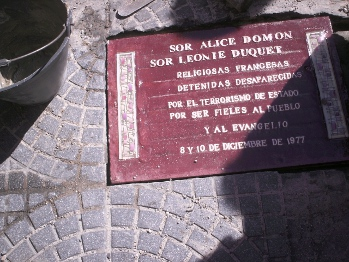 SOR ALICE DOMON
SOR LEONIE DUQUET
RELIGIOSAS FRANCESAS
DETENIDAS DESAPARECIDAS
POR EL TERRORISMO DE ESTADO
POR SER FIELES AL PUEBLO
Y AL EVANGELIO
8 Y 10 DE DICIEMBRE DE 1977